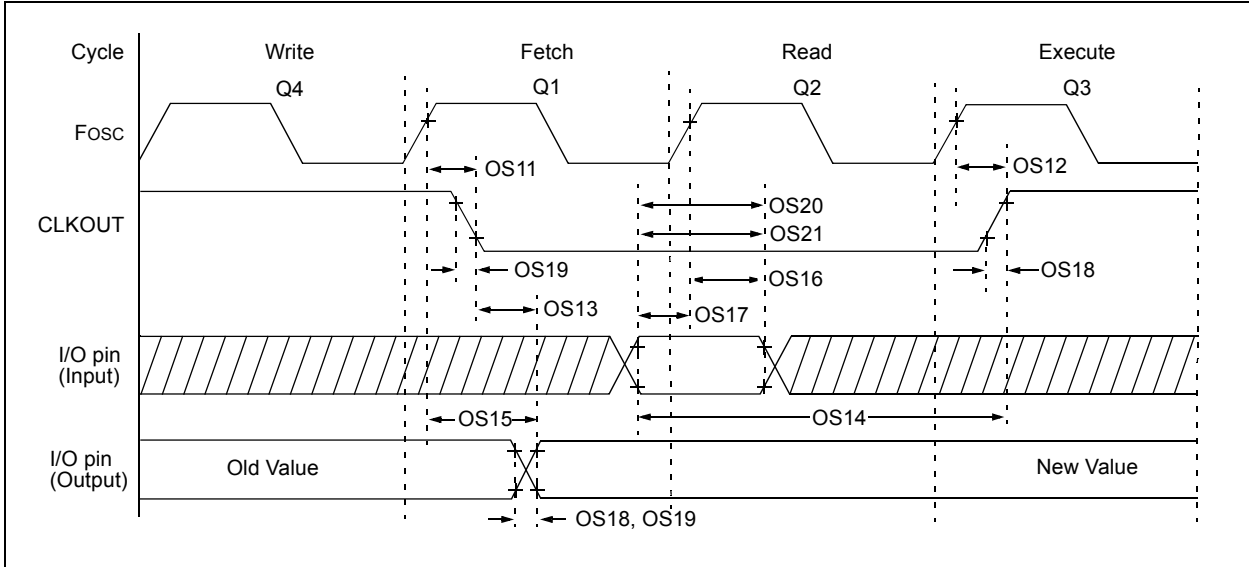 Cycle Write Fetch Read Execute
Q4 Q1 Q2 Q3
Fosc
OS11 OS12
OS20
CLKOUT
OS21
OS19 OS16 OS18
OS13 OS17
I/O pin
(Input)
OS15 OS14
I/O pin
(Output)
Old Value New Value
OS18, OS19